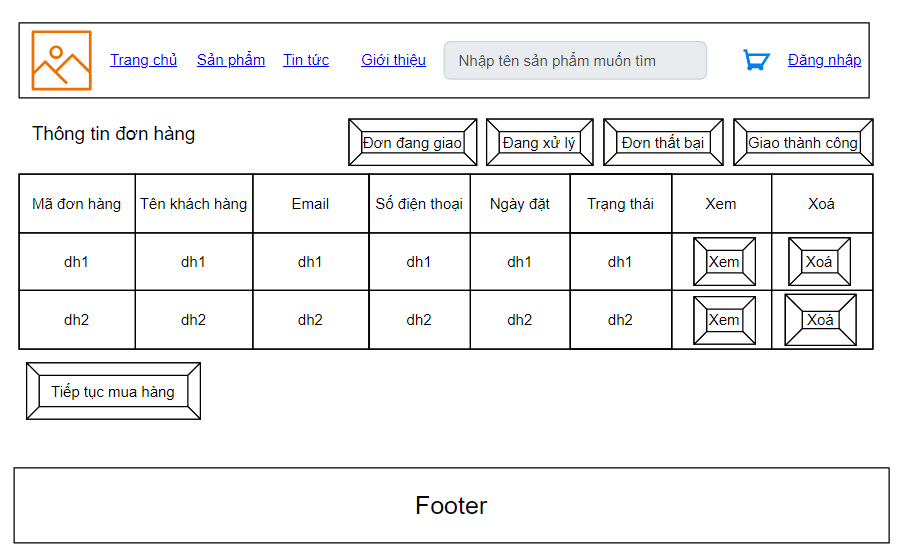 Trang chủ Sản phẩm Tin tức Giới thiệu Nhập tên sản phẩm muốn tìm Đăng nhập
Thông tin đơn hàng Đơn đang giao Đang xử lý Đơn thất bại Giao thành công
Mã đơn hàng Tên khách hàng Email Số điện thoại Ngày đặt Trạng thái Xem Xoá
dh1 dh1 dh1 dh1 dh1 dh1 Xem Xoá
dh2 dh2 dh2 dh2 dh2 dh2 Xem Xoá
Tiếp tục mua hàng
Footer